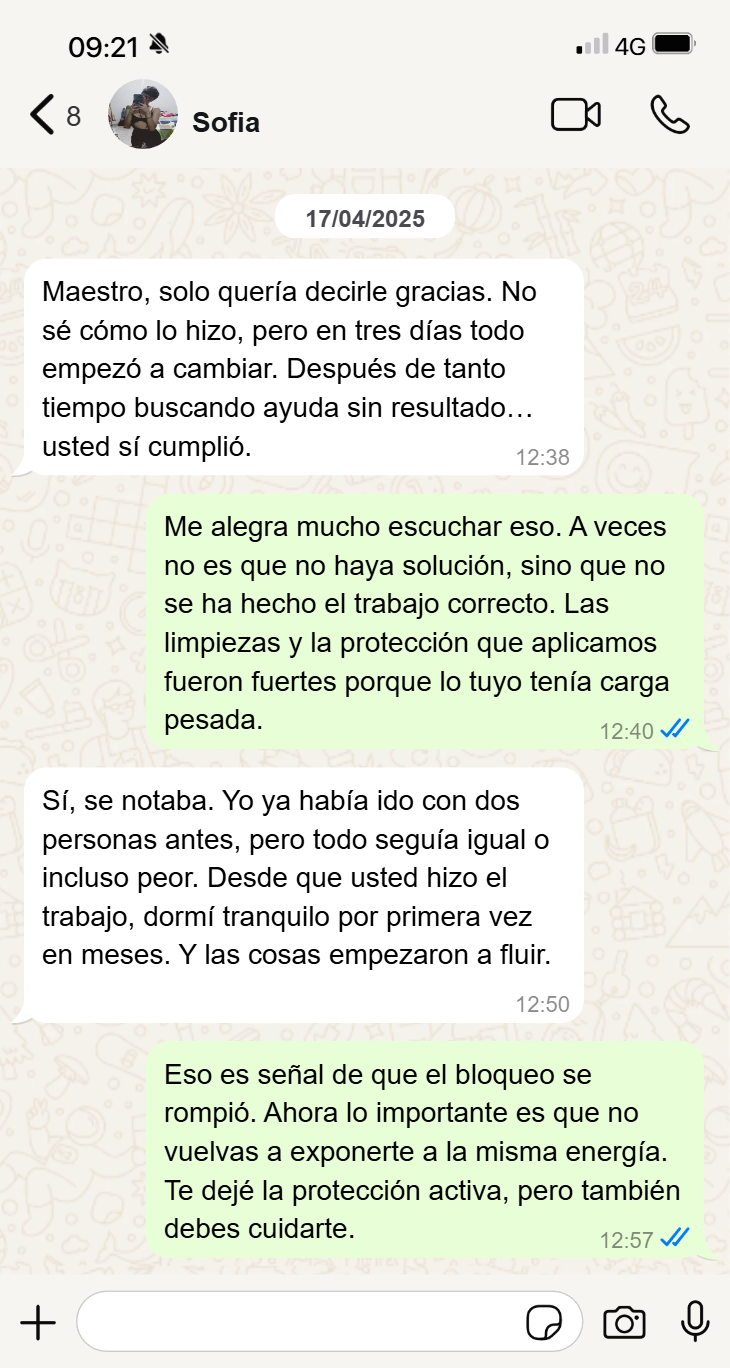 09:21
4G
8
Sofia
17/04/2025
Maestro, solo quería decirle gracias. No
sé cómo lo hizo, pero en tres días todo
empezó a cambiar. Después de tanto
tiempo buscando ayuda sin resultado…
usted sí cumplió.
12:38
Me alegra mucho escuchar eso. A veces
no es que no haya solución, sino que no
se ha hecho el trabajo correcto. Las
limpiezas y la protección que aplicamos
fueron fuertes porque lo tuyo tenía carga
pesada.
12:40
Sí, se notaba. Yo ya había ido con dos
personas antes, pero todo seguía igual o
incluso peor. Desde que usted hizo el
trabajo, dormí tranquilo por primera vez
en meses. Y las cosas empezaron a fluir.
12:50
Eso es señal de que el bloqueo se
rompió. Ahora lo importante es que no
vuelvas a exponerte a la misma energía.
Te dejé la protección activa, pero también
debes cuidarte.
12:57